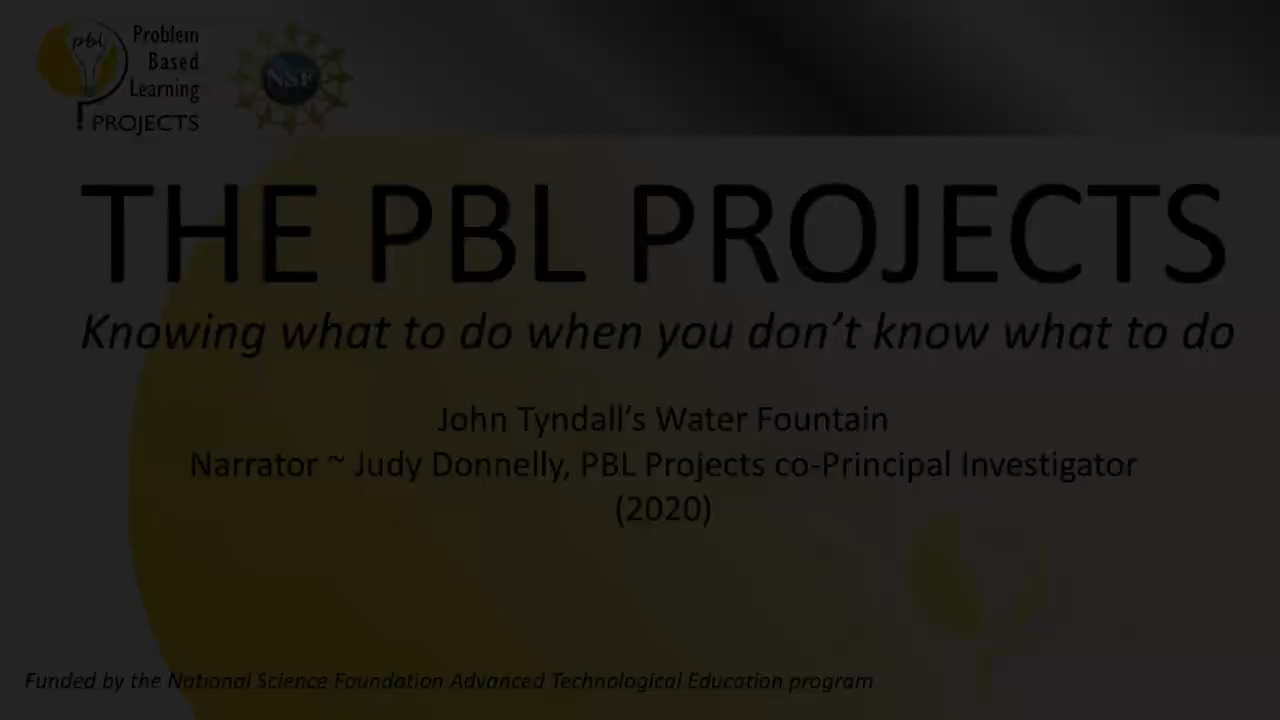 pbl
Problem
Based
Learning
PROJECTS
NSF
THE PBL PROJECTS
Knowing what to do when you don't know what to do
John Tyndall's Water Fountain
Narrator ~ Judy Donnelly, PBL Projects co-Principal Investigator
(2020)
Funded by the National Science Foundation Advanced Technological Education program